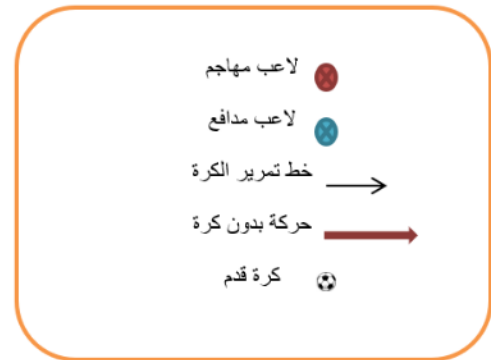 لاعب مهاجم
لاعب مدافع
خط تمرير الكرة
حركة بدون كرة
كرة قدم